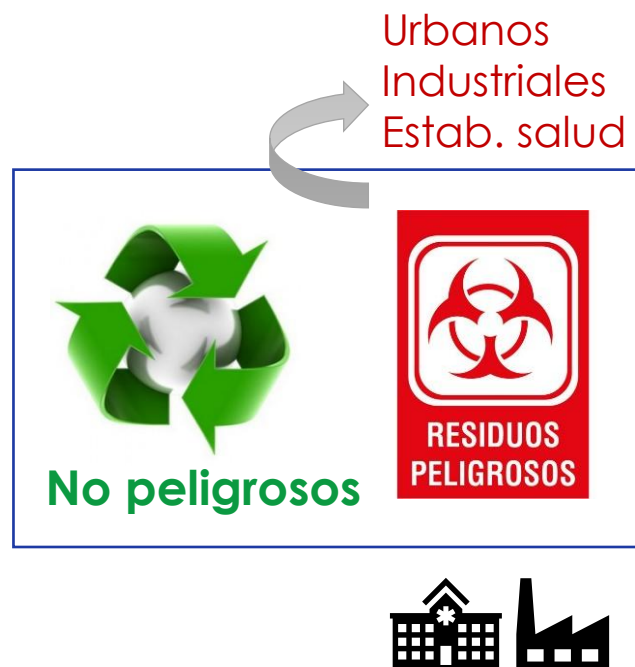 Urbanos
Industriales
Estab. salud
RESIDUOS
PELIGROSOS
No peligrosos